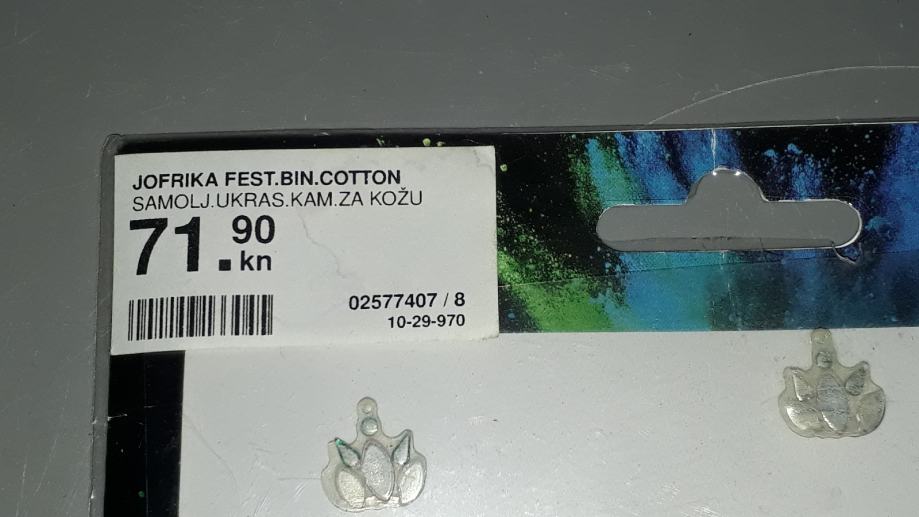 JOFRIKA FEST.BIN.COTTON
SAMOLJ.UKRAS.KAM.ZA KOŽU
71.90 kn
02577407 / 8
10-29-970